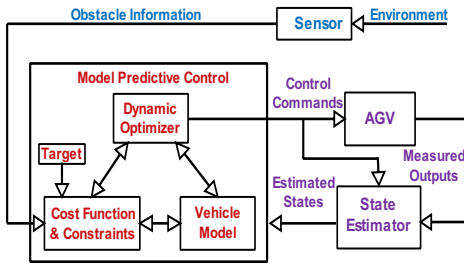 Obstacle Information
Sensor
Environment
Model Predictive Control
Dynamic
Optimizer
Control
Commands
AGV
Target
Measured
Outputs
Estimated
States
Cost Function
& Constraints
Vehicle
Model
State
Estimator